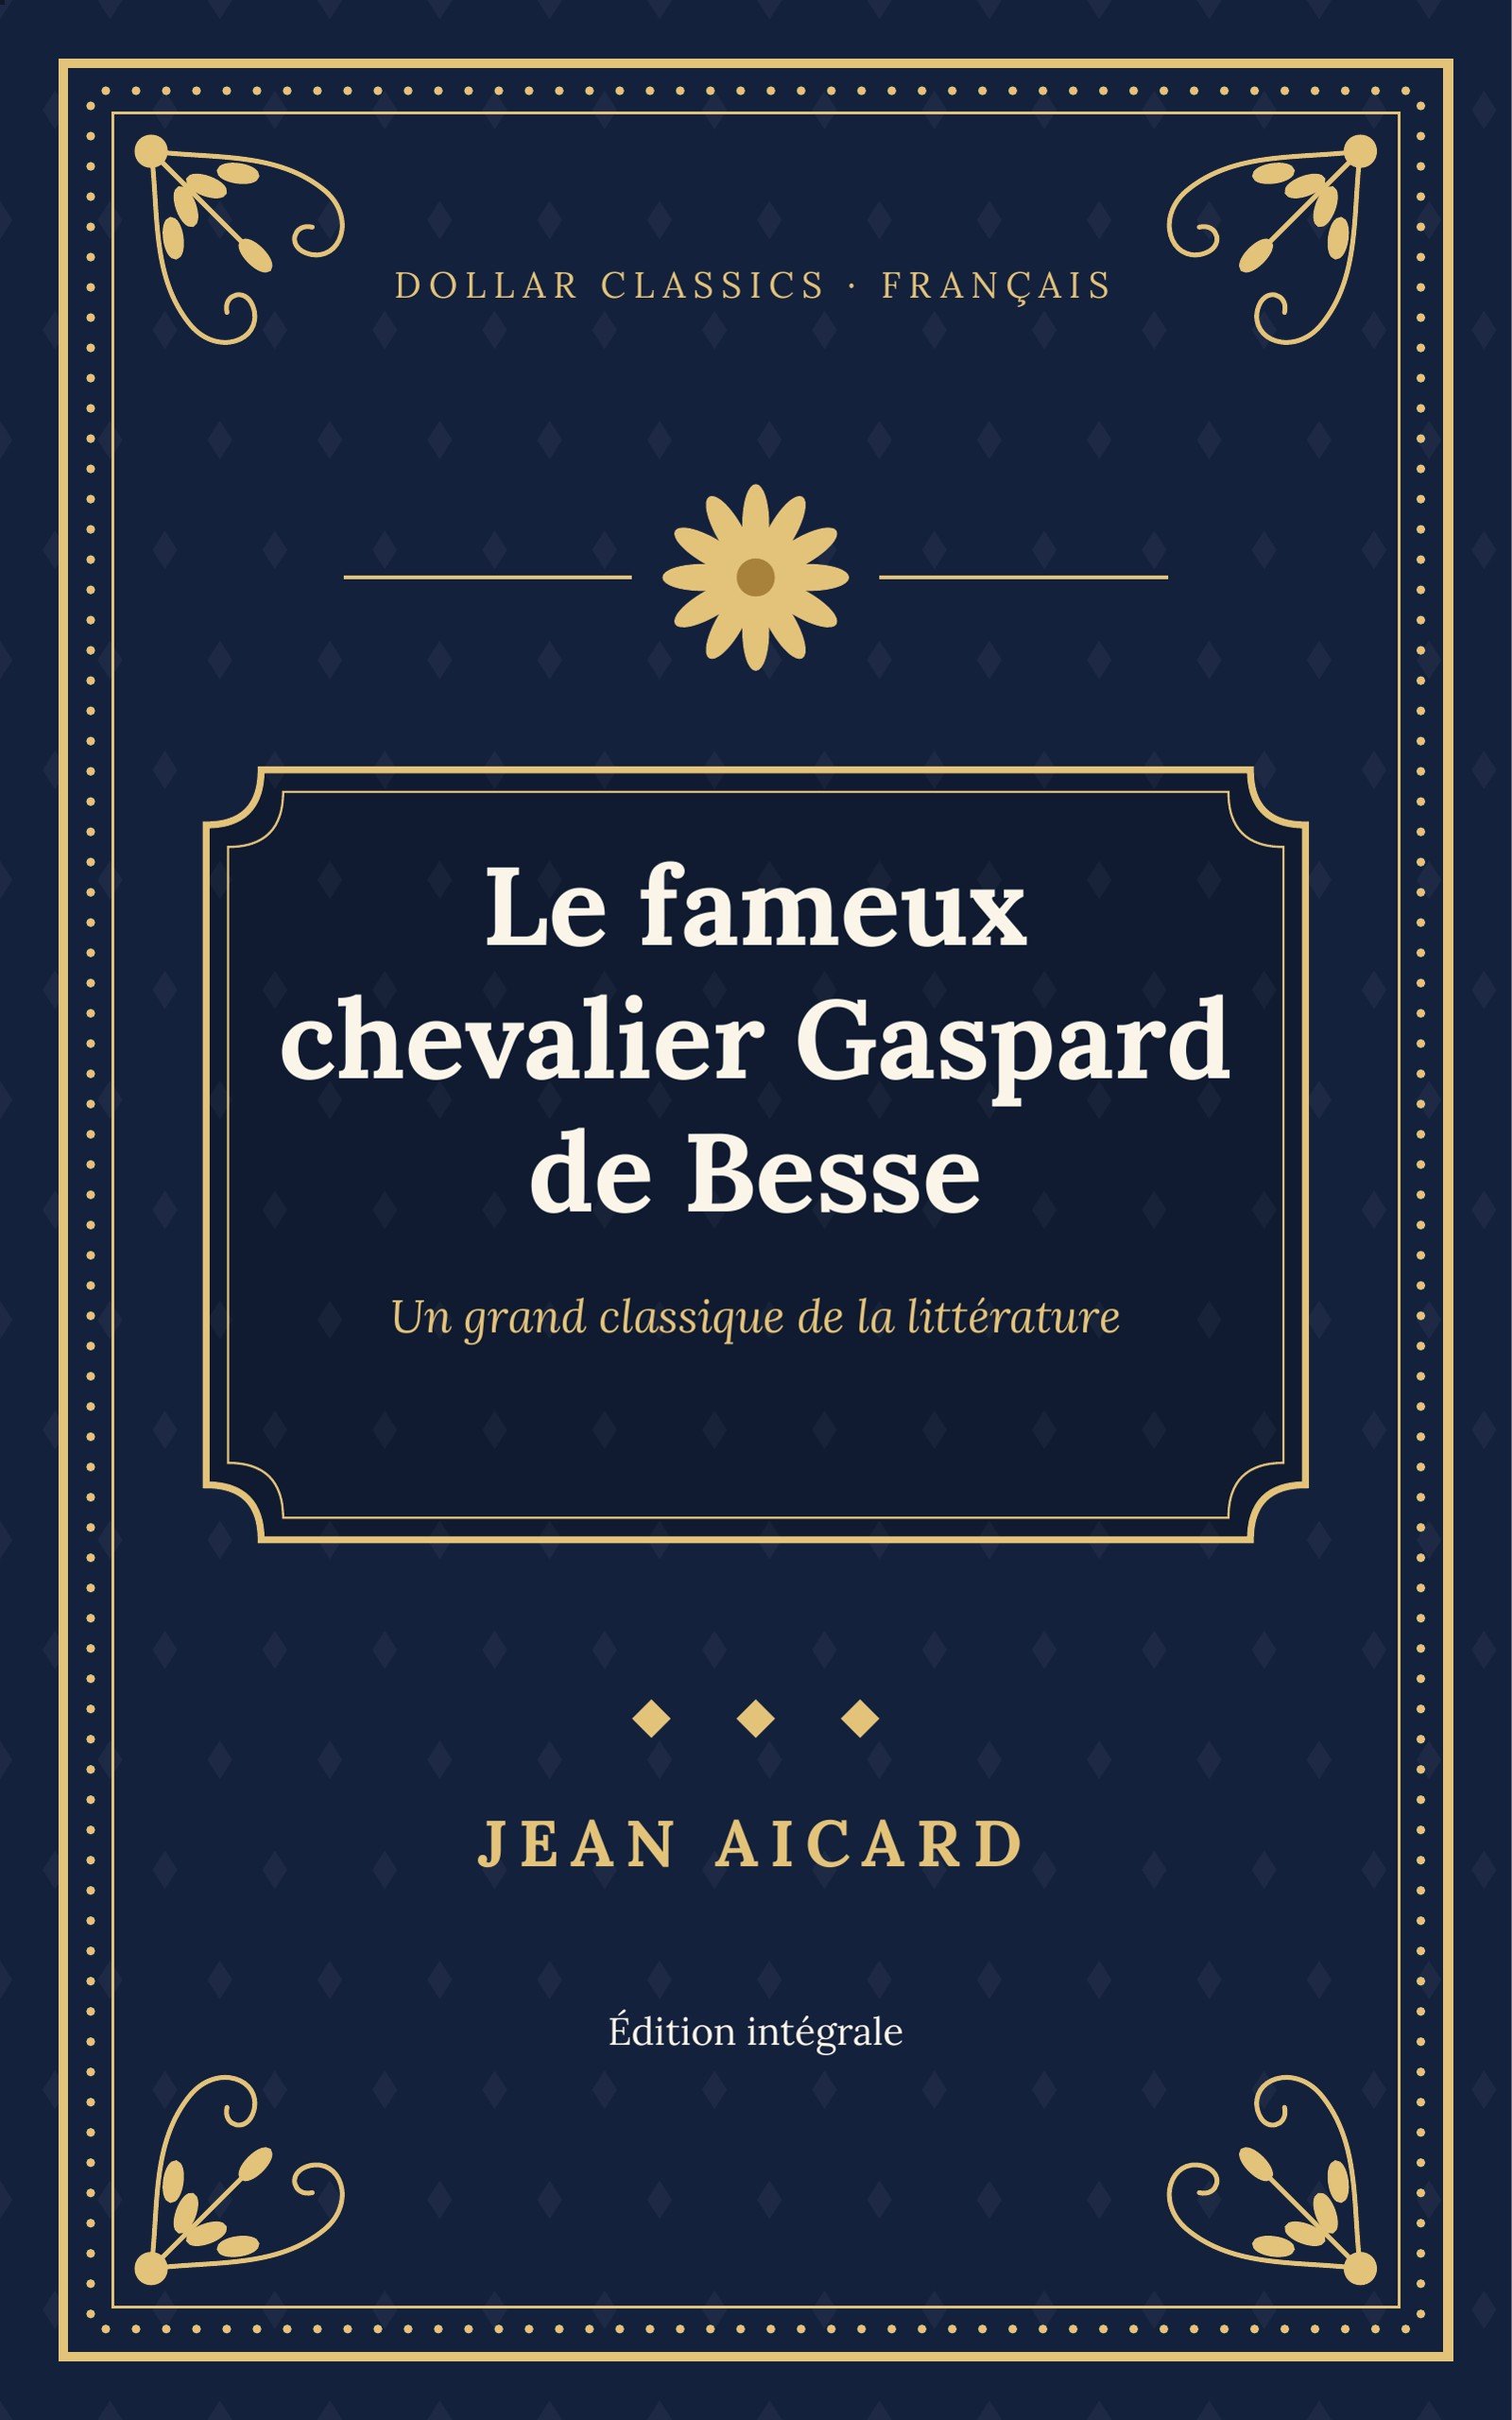 DOLLAR CLASSICS · FRANÇAIS
Le fameux
chevalier Gaspard
de Besse
Un grand classique de la littérature
JEAN AICARD
Édition intégrale